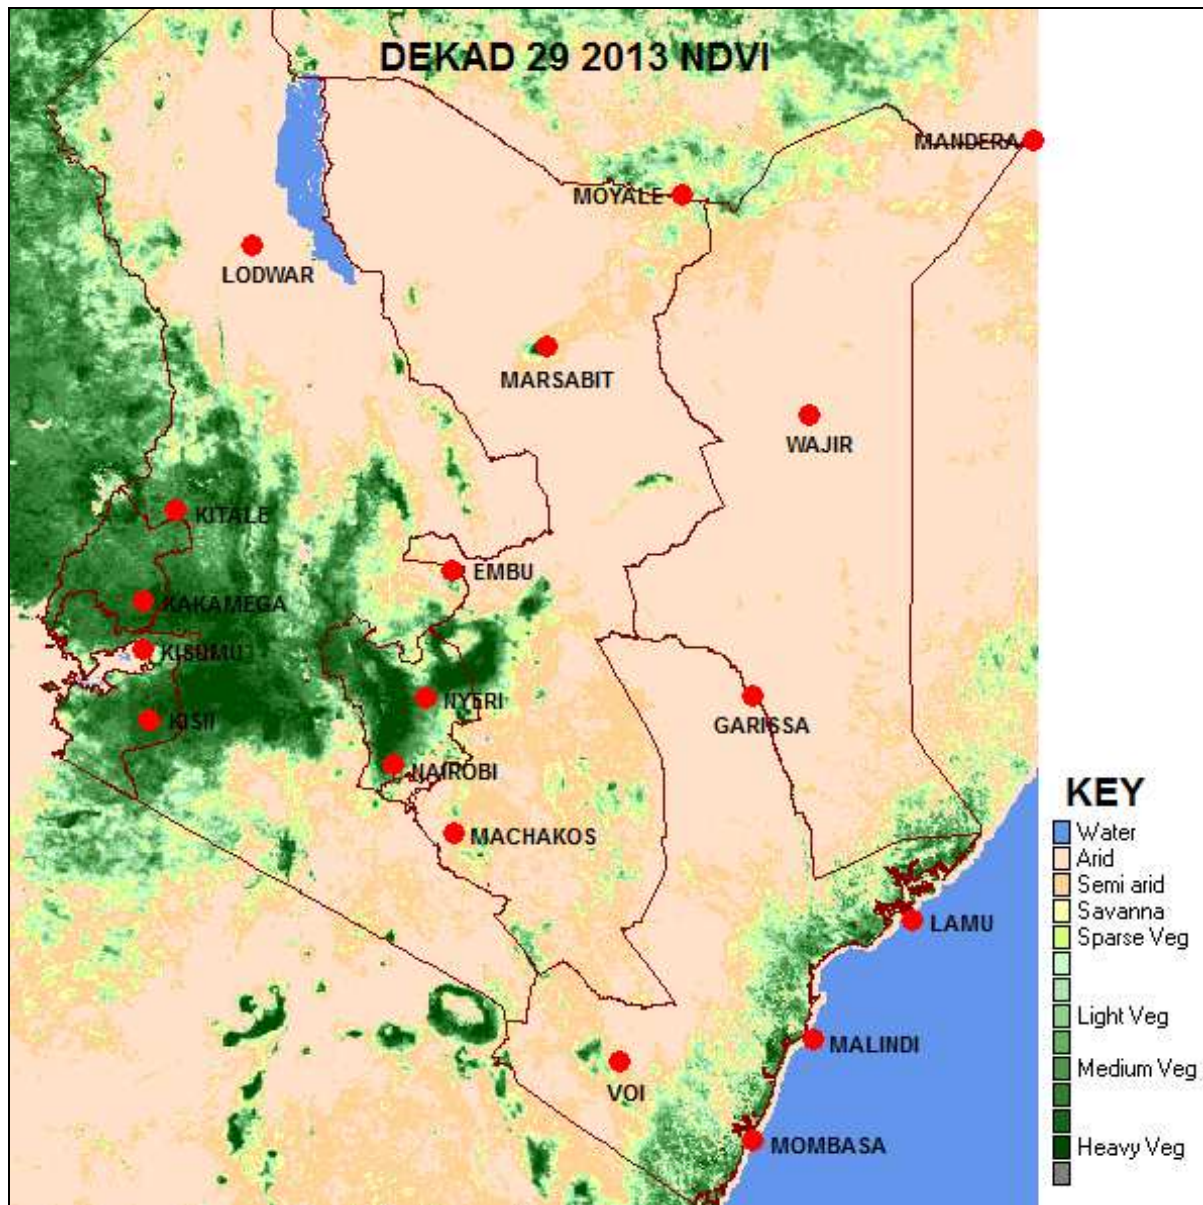 DEKAD 29 2013 NDVI
MANDERA
MOYALE
LODWAR
MARSABIT
WAJIR
KITALE
EMBU
KAKAMEGA
KISUMU
NYERI
GARISSA
KISII
NAIROBI
MACHAKOS
LAMU
MALINDI
VOI
MOMBASA
KEY
Water
Arid
Semi arid
Savanna
Sparse Veg
Light Veg
Medium Veg
Heavy Veg